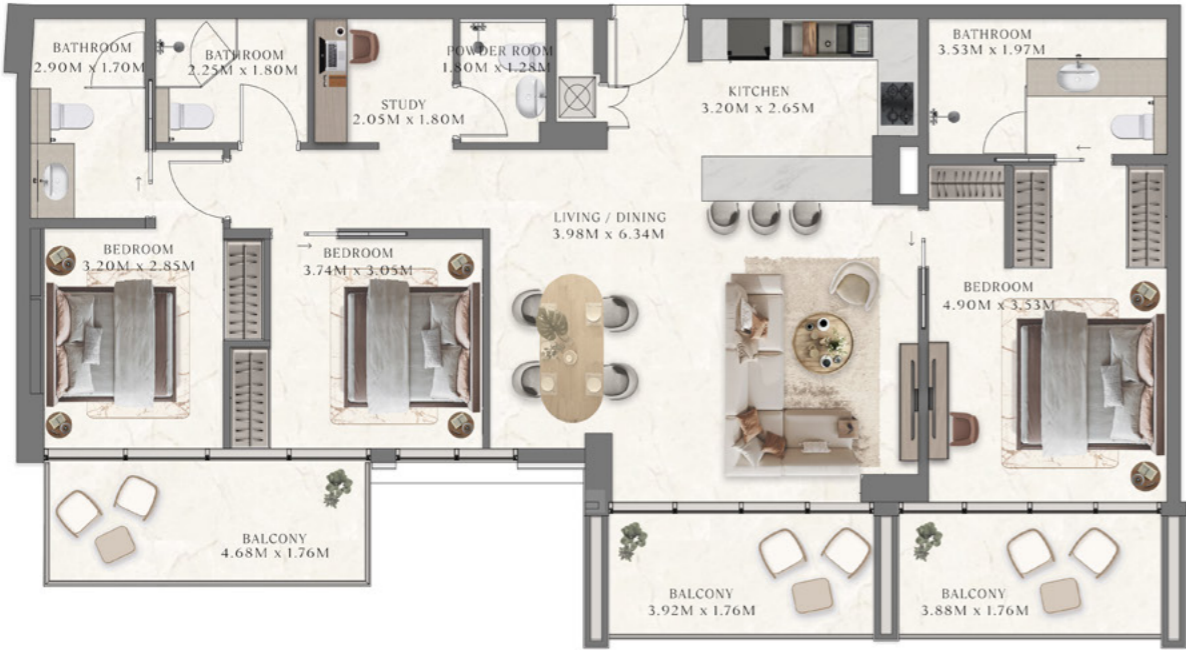 BATHROOM
2.90M x 1.70M
BATHROOM
2.25M x 1.80M
STUDY
2.05M x 1.80M
POWDER ROOM
1.80M x 1.28M
KITCHEN
3.20M x 2.65M
BATHROOM
3.53M x 1.97M
BEDROOM
3.20M x 2.85M
BEDROOM
3.74M x 3.05M
LIVING / DINING
3.98M x 6.34M
BEDROOM
4.90M x 3.53M
BALCONY
4.68M x 1.76M
BALCONY
3.92M x 1.76M
BALCONY
3.88M x 1.76M